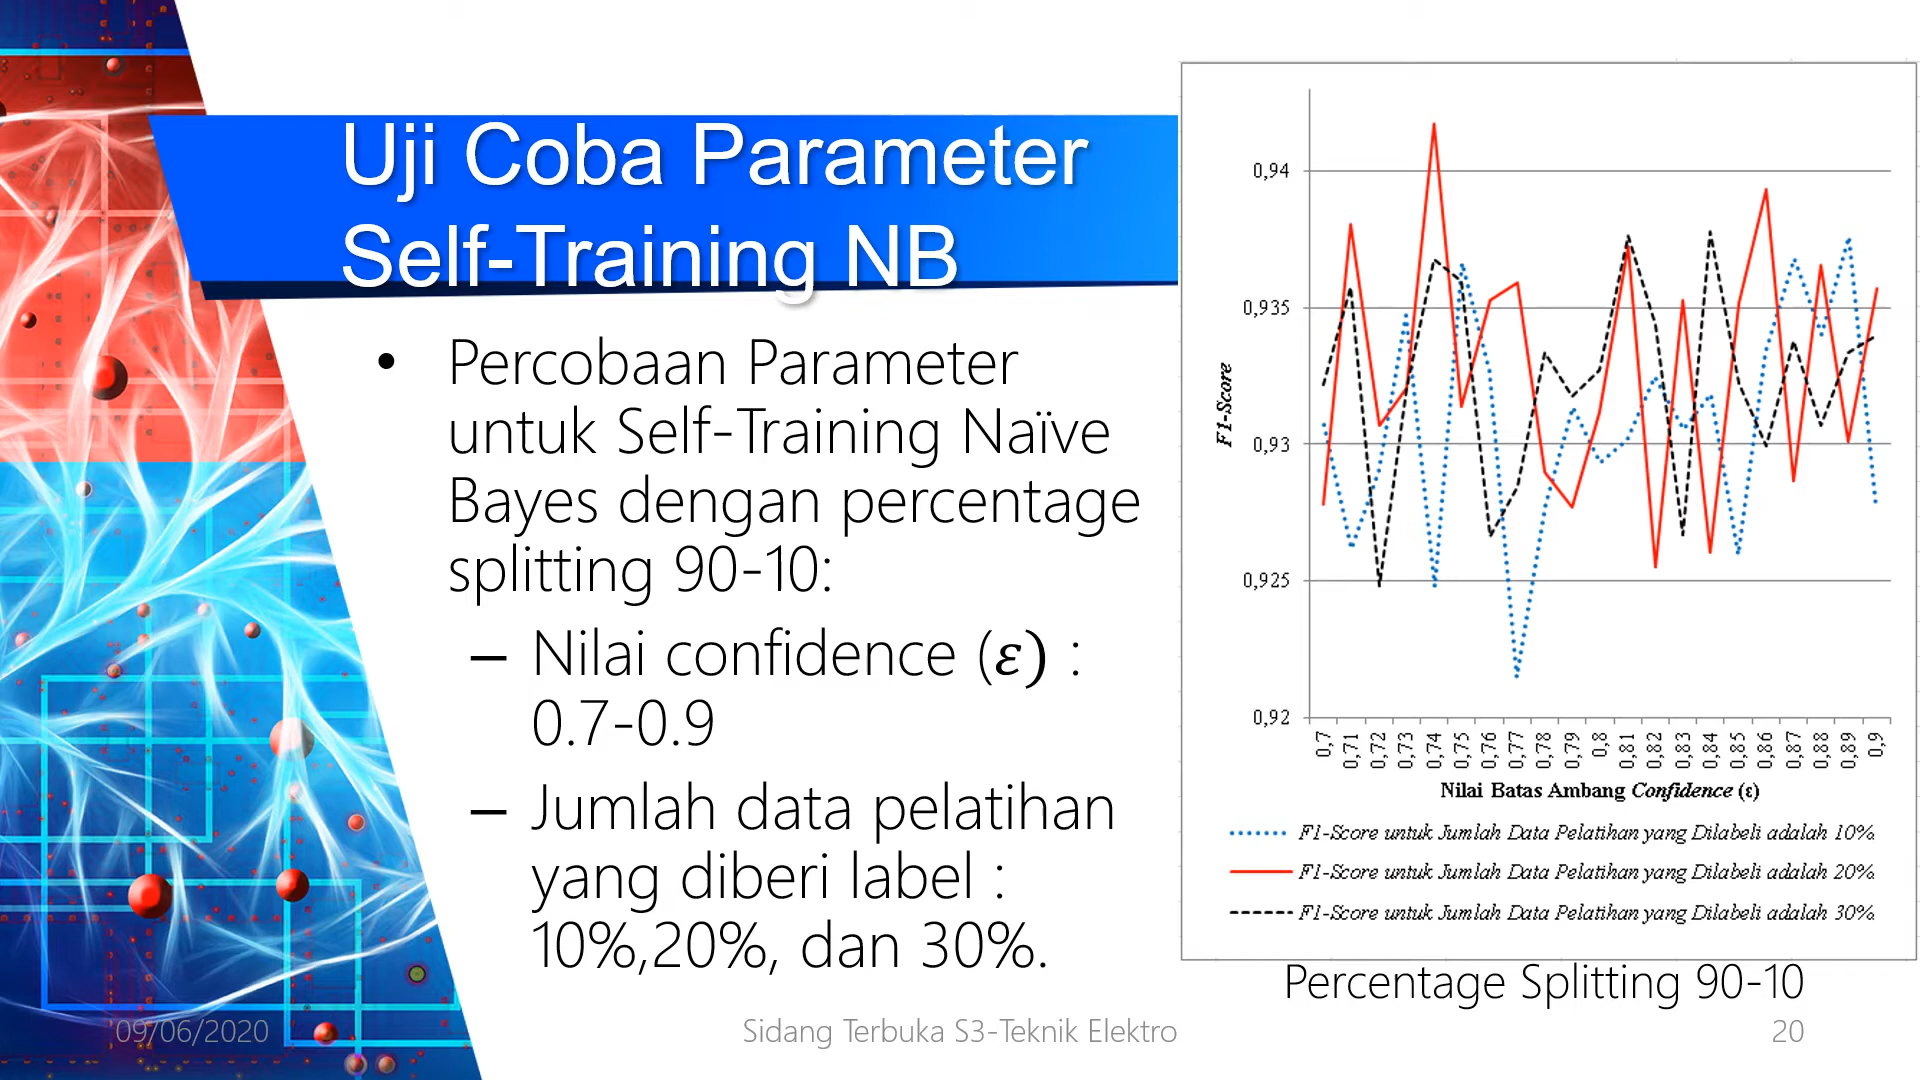 Uji Coba Parameter
Self-Training NB
• Percobaan Parameter
untuk Self-Training Naïve
Bayes dengan percentage
splitting 90-10:
– Nilai confidence (𝜺) :
0.7-0.9
– Jumlah data pelatihan
yang diberi label :
10%,20%, dan 30%.
0,94
0,935
0,93
0,925
0,92
F1-Score
0,7 0,71 0,72 0,73 0,74 0,75 0,76 0,77 0,78 0,79 0,8 0,81 0,82 0,83 0,84 0,85 0,86 0,87 0,88 0,89 0,9
Nilai Batas Ambang Confidence (ε)
F1-Score untuk Jumlah Data Pelatihan yang Dilabeli adalah 10%
F1-Score untuk Jumlah Data Pelatihan yang Dilabeli adalah 20%
F1-Score untuk Jumlah Data Pelatihan yang Dilabeli adalah 30%
Percentage Splitting 90-10
09/06/2020
Sidang Terbuka S3-Teknik Elektro
20